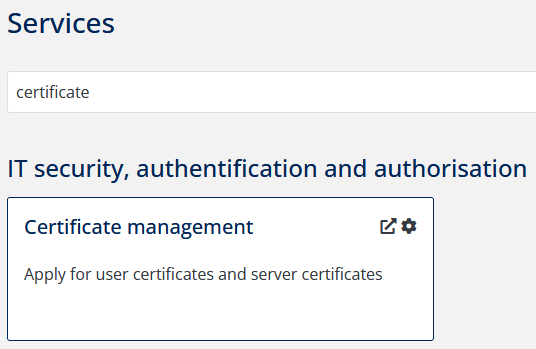 Services
certificate
IT security, authentification and authorisation
Certificate management
Apply for user certificates and server certificates